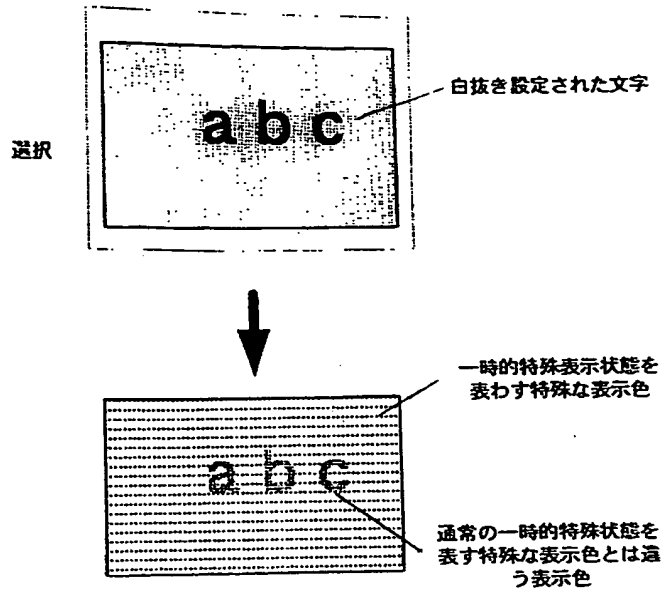 白抜き設定された文字
a b c
選択
一時的特殊表示状態を
表わす特殊な表示色
a b c
通常の一時的特殊状態を
表す特殊な表示色とは違
う表示色